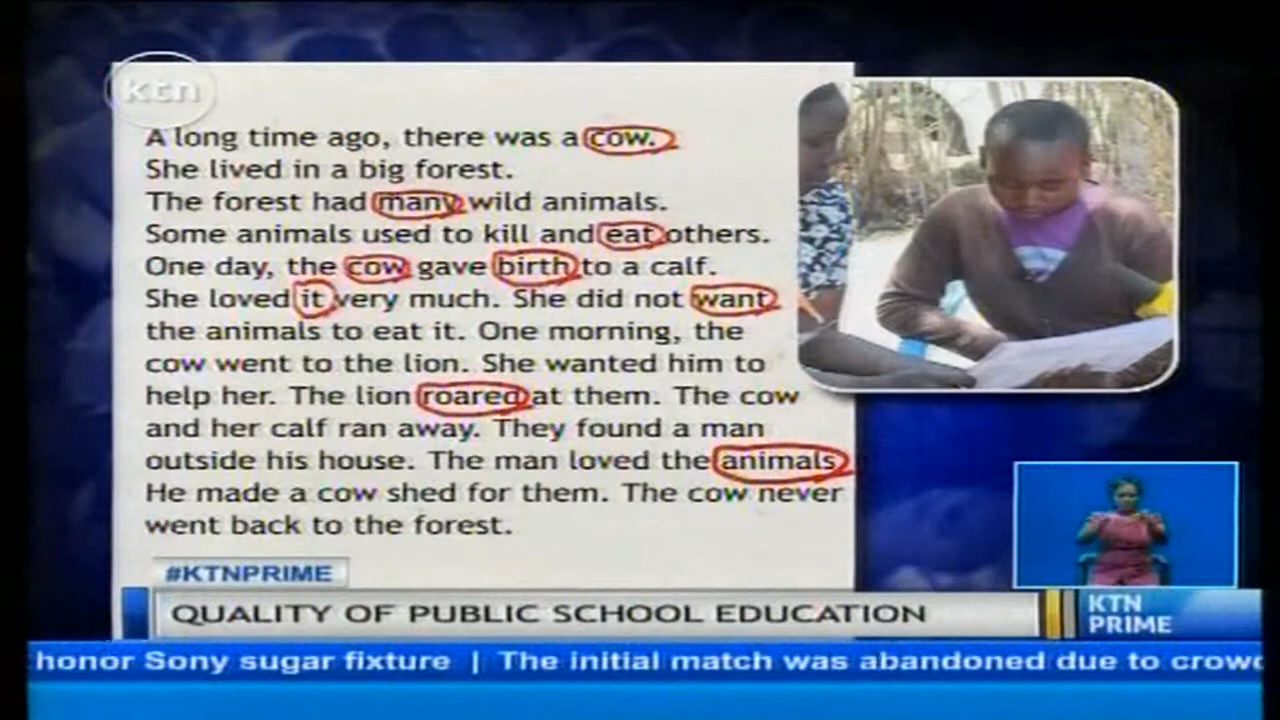 ktn
A long time ago, there was a cow.
She lived in a big forest.
The forest had many wild animals.
Some animals used to kill and eat others.
One day, the cow gave birth to a calf.
She loved it very much. She did not want
the animals to eat it. One morning, the
cow went to the lion. She wanted him to
help her. The lion roared at them. The cow
and her calf ran away. They found a man
outside his house. The man loved the animals
He made a cow shed for them. The cow never
went back to the forest.
#KTNPRIME
QUALITY OF PUBLIC SCHOOL EDUCATION
KTN
PRIME
honor Sony sugar fixture | The initial match was abandoned due to crow